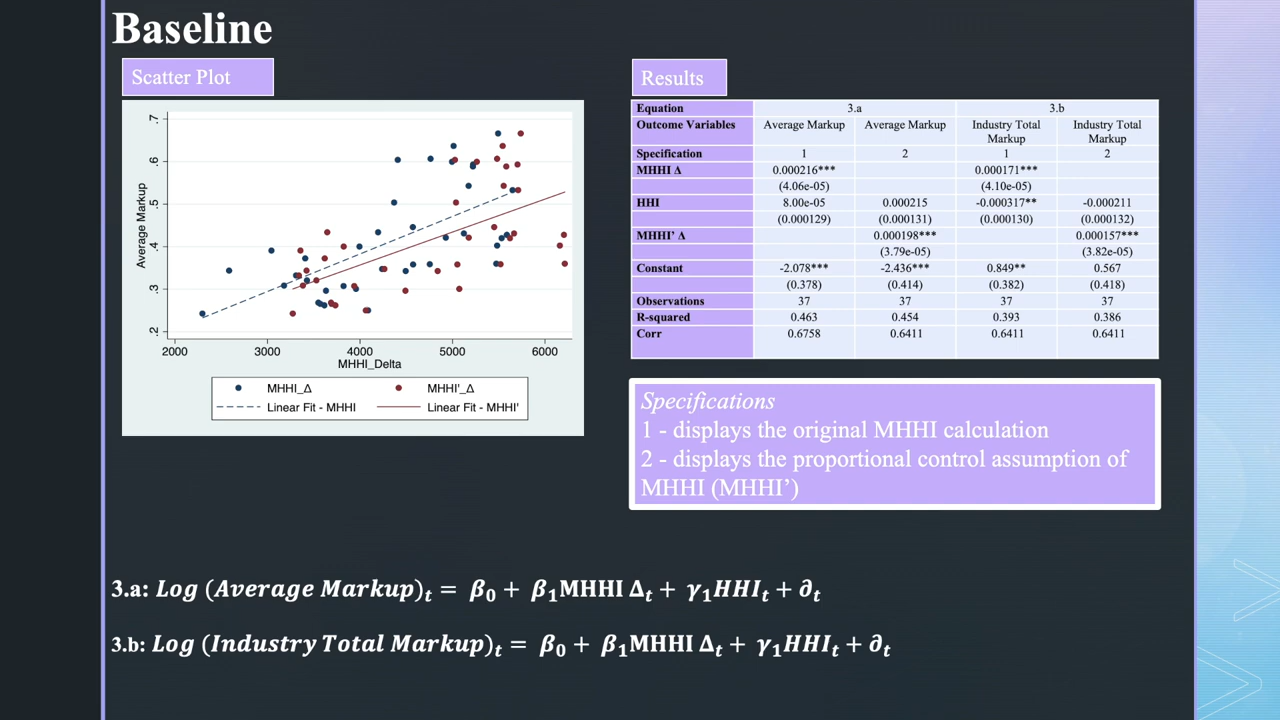 Baseline
Scatter Plot
Average Markup
.7
.6
.5
.4
.3
.2
2000 3000 4000 5000 6000
MHHI_Delta
MHHI_Δ MHHI'_Δ
Linear Fit - MHHI Linear Fit - MHHI'
Results
Equation 3.a 3.b
Outcome Variables Average Markup Average Markup Industry Total Markup Industry Total Markup
Specification 1 2 1 2
MHHI Δ 0.000216*** 0.000171***
(4.06e-05) (4.10e-05)
HHI 8.00e-05 0.000215 -0.000317** -0.000211
(0.000129) (0.000131) (0.000130) (0.000132)
MHHI’ Δ 0.000198*** 0.000157***
(3.79e-05) (3.82e-05)
Constant -2.078*** -2.436*** 0.849** 0.567
(0.378) (0.414) (0.382) (0.418)
Observations 37 37 37 37
R-squared 0.463 0.454 0.393 0.386
Corr 0.6758 0.6411 0.6411 0.6411
Specifications
1 - displays the original MHHI calculation
2 - displays the proportional control assumption of
MHHI (MHHI’)
3.a: Log (Average Markup)ₜ = β₀ + β₁MHHI Δₜ + γ₁HHIₜ + ∂ₜ
3.b: Log (Industry Total Markup)ₜ = β₀ + β₁MHHI Δₜ + γ₁HHIₜ + ∂ₜ